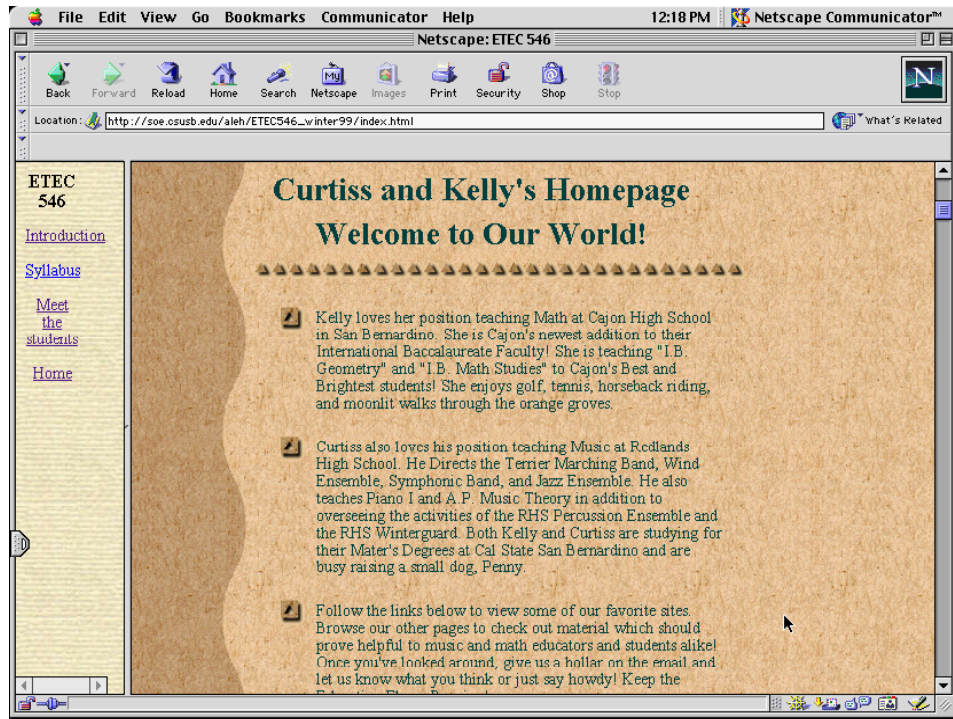 File Edit View Go Bookmarks Communicator Help 12:18 PM Netscape Communicator™
Netscape: ETEC 546
Back Forward Reload Home Search Netscape Images Print Security Shop Stop
My
N
Location: http://soe.csusb.edu/aleh/ETEC546_winter99/index.html What's Related
ETEC
546
Introduction
Syllabus
Meet
the
students
Home
Curtiss and Kelly's Homepage
Welcome to Our World!
Kelly loves her position teaching Math at Cajon High School
in San Bernardino. She is Cajon's newest addition to their
International Baccalaureate Faculty! She is teaching "I.B.
Geometry" and "I.B. Math Studies" to Cajon's Best and
Brightest students! She enjoys golf, tennis, horseback riding,
and moonlit walks through the orange groves.
Curtiss also loves his position teaching Music at Redlands
High School. He Directs the Terrier Marching Band, Wind
Ensemble, Symphonic Band, and Jazz Ensemble. He also
teaches Piano I and A.P. Music Theory in addition to
overseeing the activities of the RHS Percussion Ensemble and
the RHS Winterguard. Both Kelly and Curtiss are studying for
their Mater's Degrees at Cal State San Bernardino and are
busy raising a small dog, Penny.
Follow the links below to view some of our favorite sites.
Browse our other pages to check out material which should
prove helpful to music and math educators and students alike!
Once you've looked around, give us a hollar on the email and
let us know what you think or just say howdy! Keep the